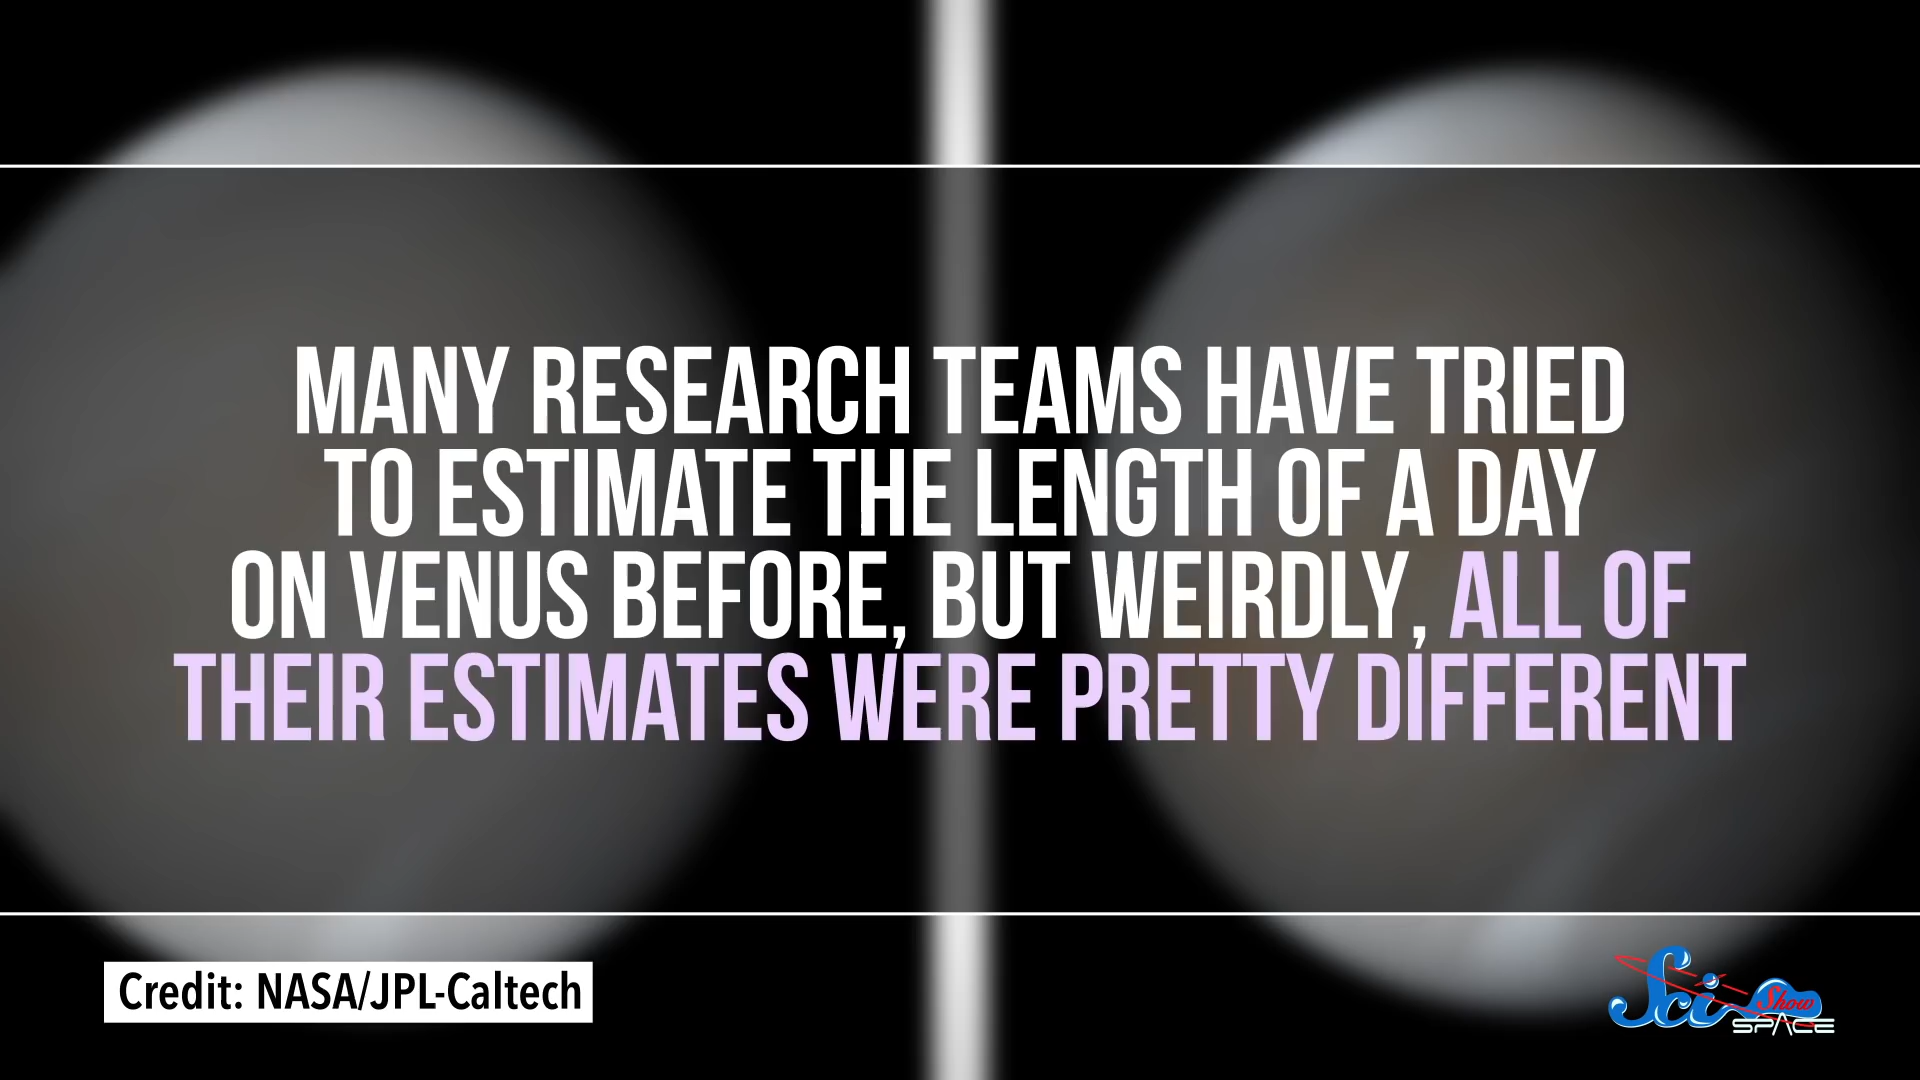 MANY RESEARCH TEAMS HAVE TRIED
TO ESTIMATE THE LENGTH OF A DAY
ON VENUS BEFORE, BUT WEIRDLY, ALL OF
THEIR ESTIMATES WERE PRETTY DIFFERENT
Credit: NASA/JPL-Caltech
Sci Show
SPACE